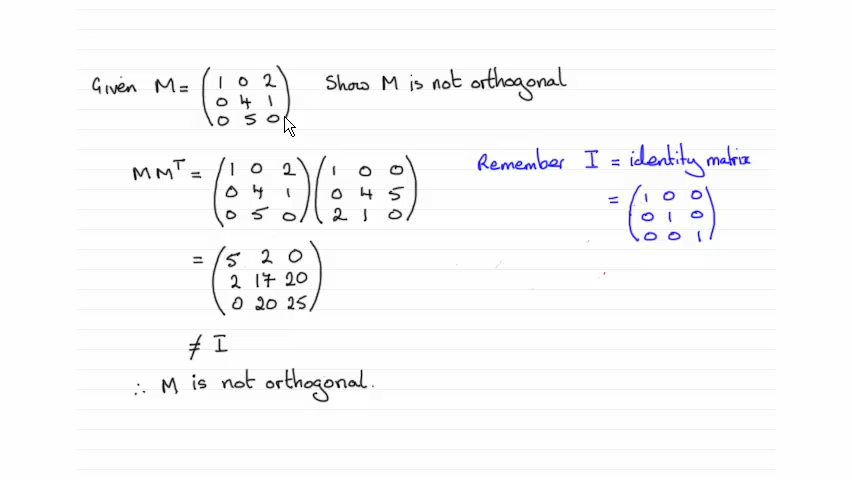 Given M = (1 0 2
0 4 1
0 5 0) Show M is not orthogonal
MMᵀ = (1 0 2
0 4 1
0 5 0)(1 0 0
0 4 5
2 1 0)
= (5 2 0
2 17 20
0 20 25)
≠ I
∴ M is not orthogonal.
Remember I = identity matrix
= (1 0 0
0 1 0
0 0 1)